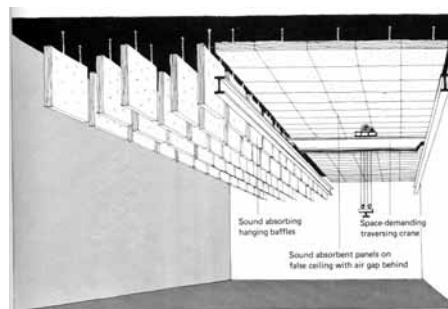 Sound absorbing
hanging baffles
Space-demanding
traversing crane
Sound absorbent panels on
false ceiling with air gap behind